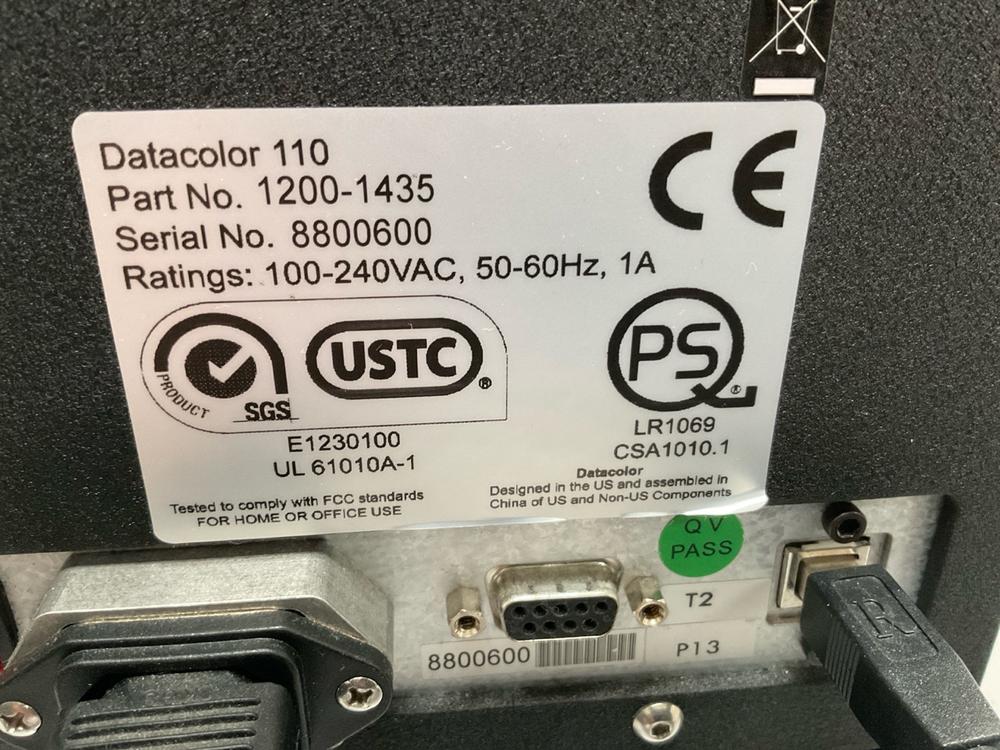 Datacolor 110
Part No. 1200-1435
Serial No. 8800600
Ratings: 100-240VAC, 50-60Hz, 1A
CE
PRODUCT
SGS
USTC®
E1230100
UL 61010A-1
PS
®
LR1069
CSA1010.1
Datacolor
Designed in the US and assembled in
China of US and Non-US Components
Tested to comply with FCC standards
FOR HOME OR OFFICE USE
QV
PASS
T2
8800600
P13
R